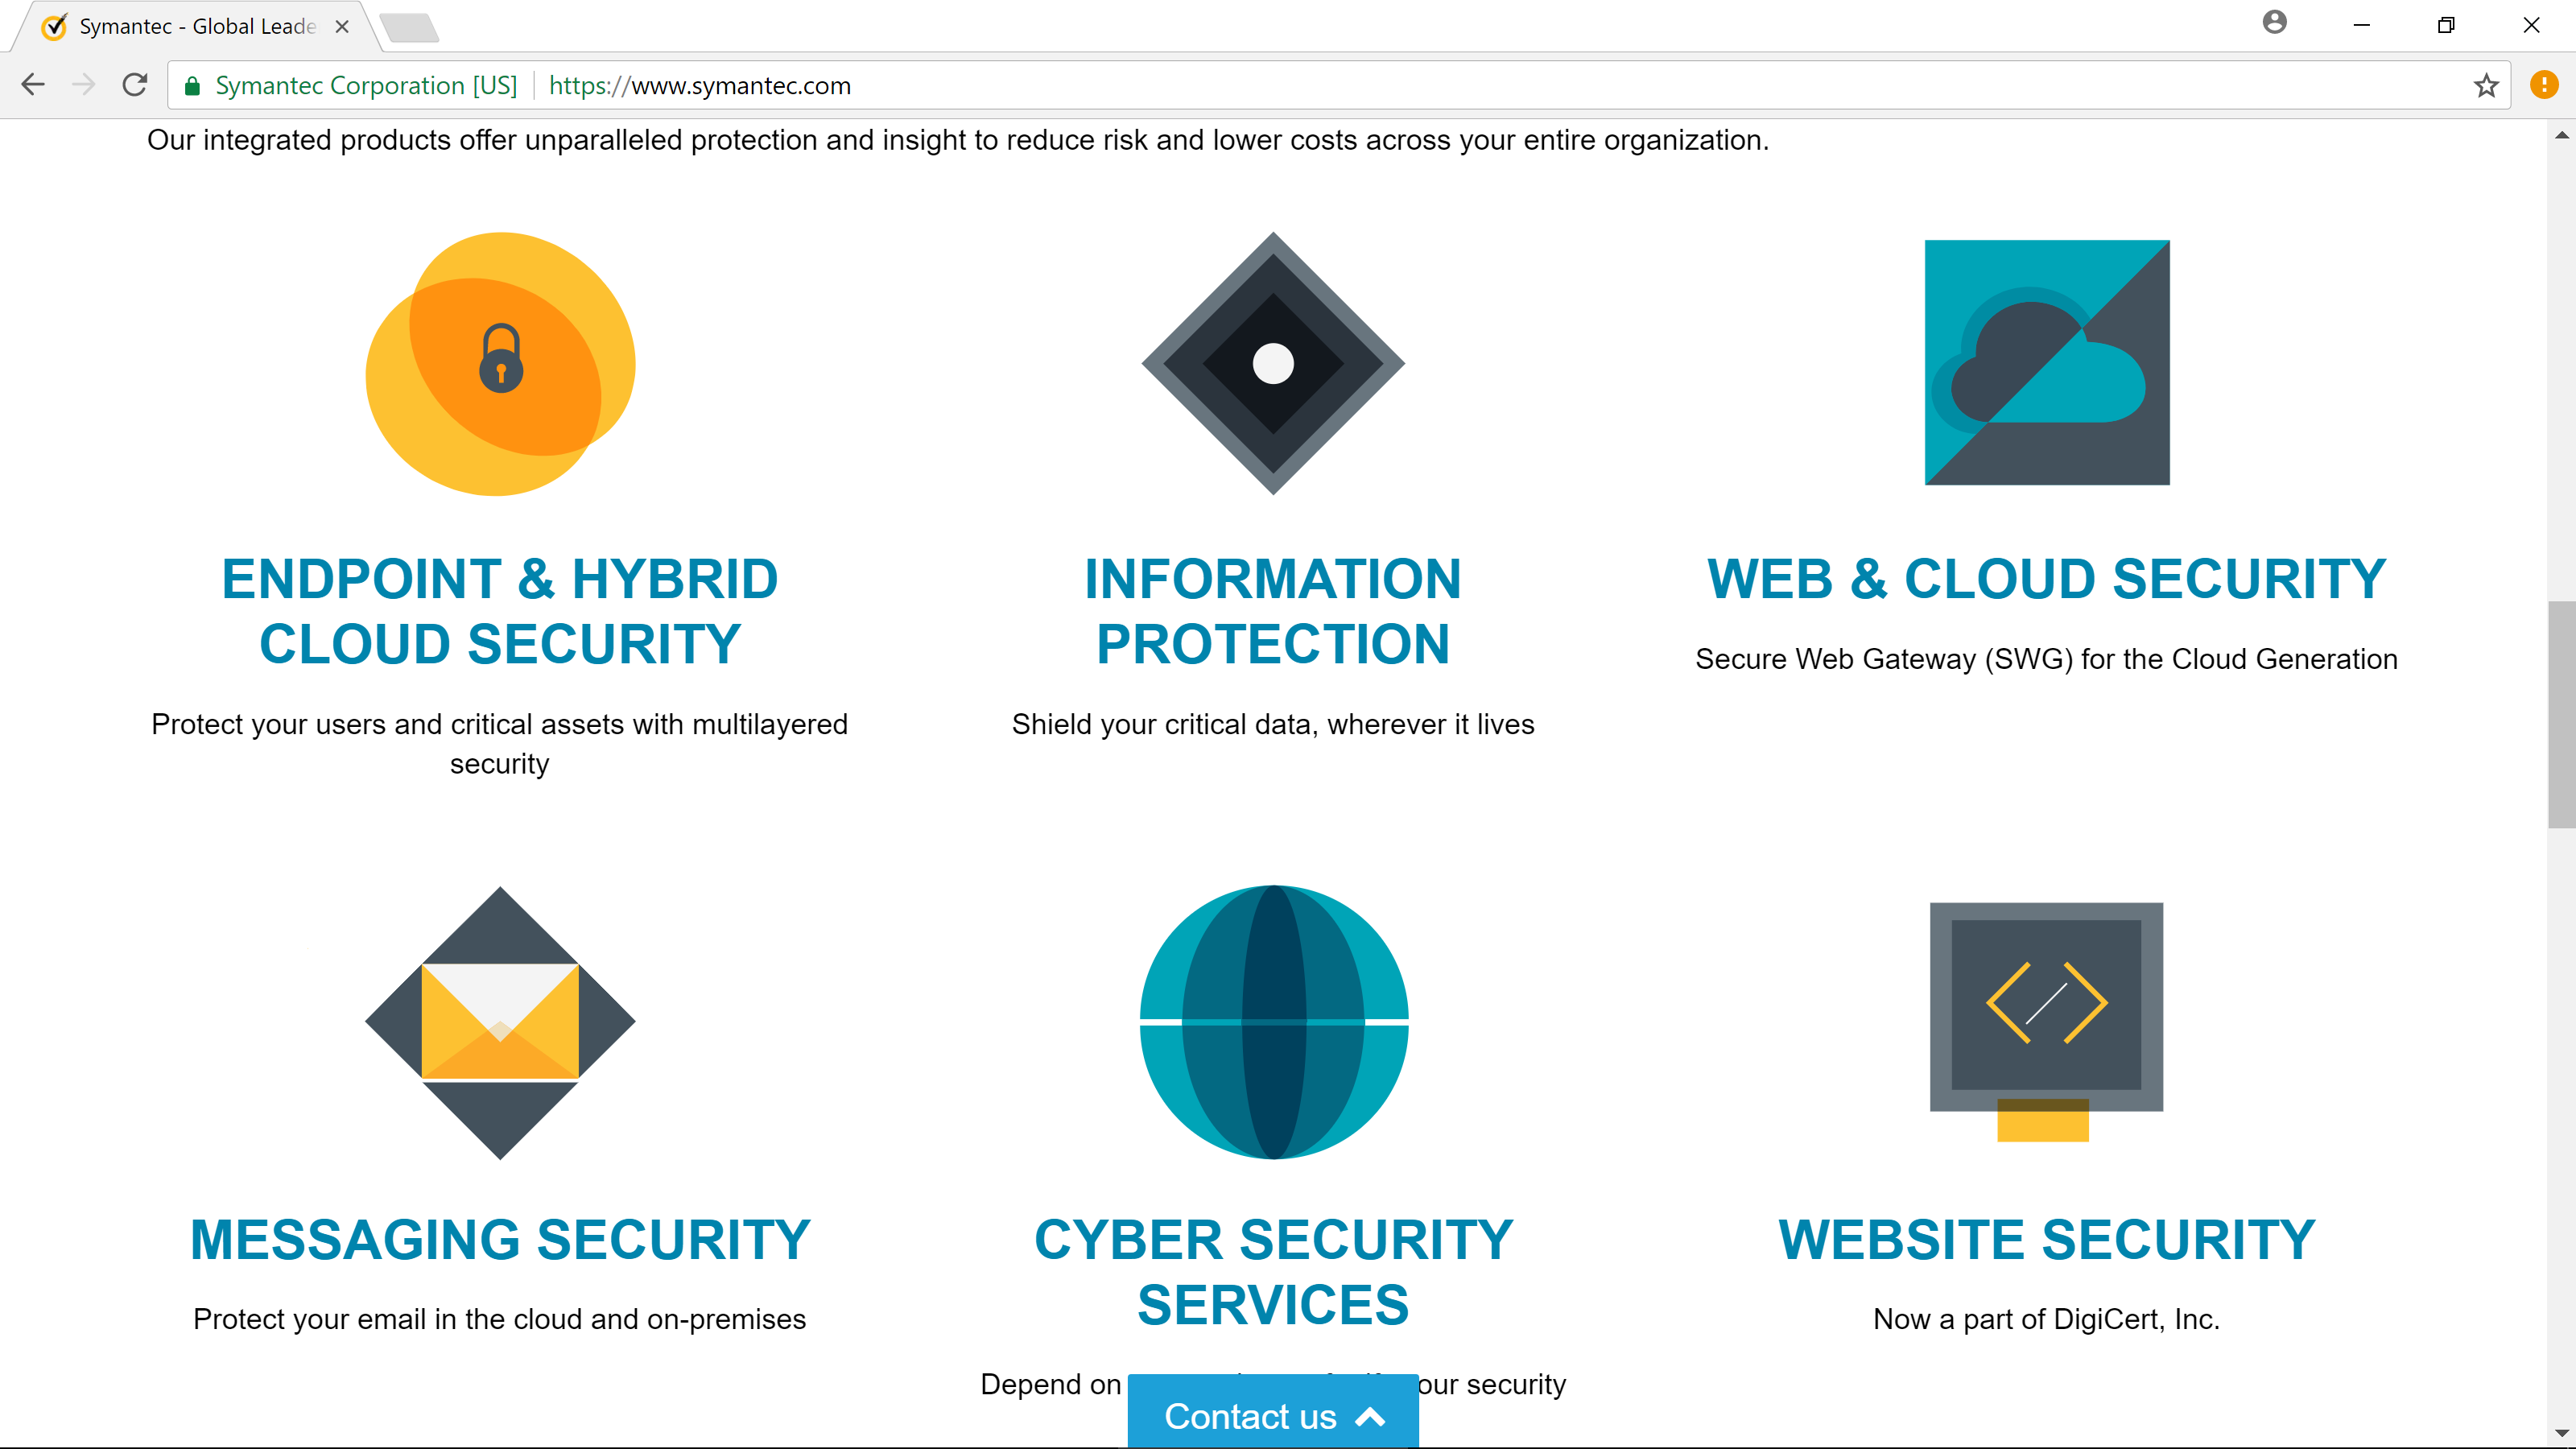 Symantec - Global Leade
Symantec Corporation [US] https://www.symantec.com
Our integrated products offer unparalleled protection and insight to reduce risk and lower costs across your entire organization.
ENDPOINT & HYBRID
CLOUD SECURITY
Protect your users and critical assets with multilayered
security
INFORMATION
PROTECTION
Shield your critical data, wherever it lives
WEB & CLOUD SECURITY
Secure Web Gateway (SWG) for the Cloud Generation
MESSAGING SECURITY
Protect your email in the cloud and on-premises
CYBER SECURITY
SERVICES
Depend on our security
WEBSITE SECURITY
Now a part of DigiCert, Inc.
Contact us